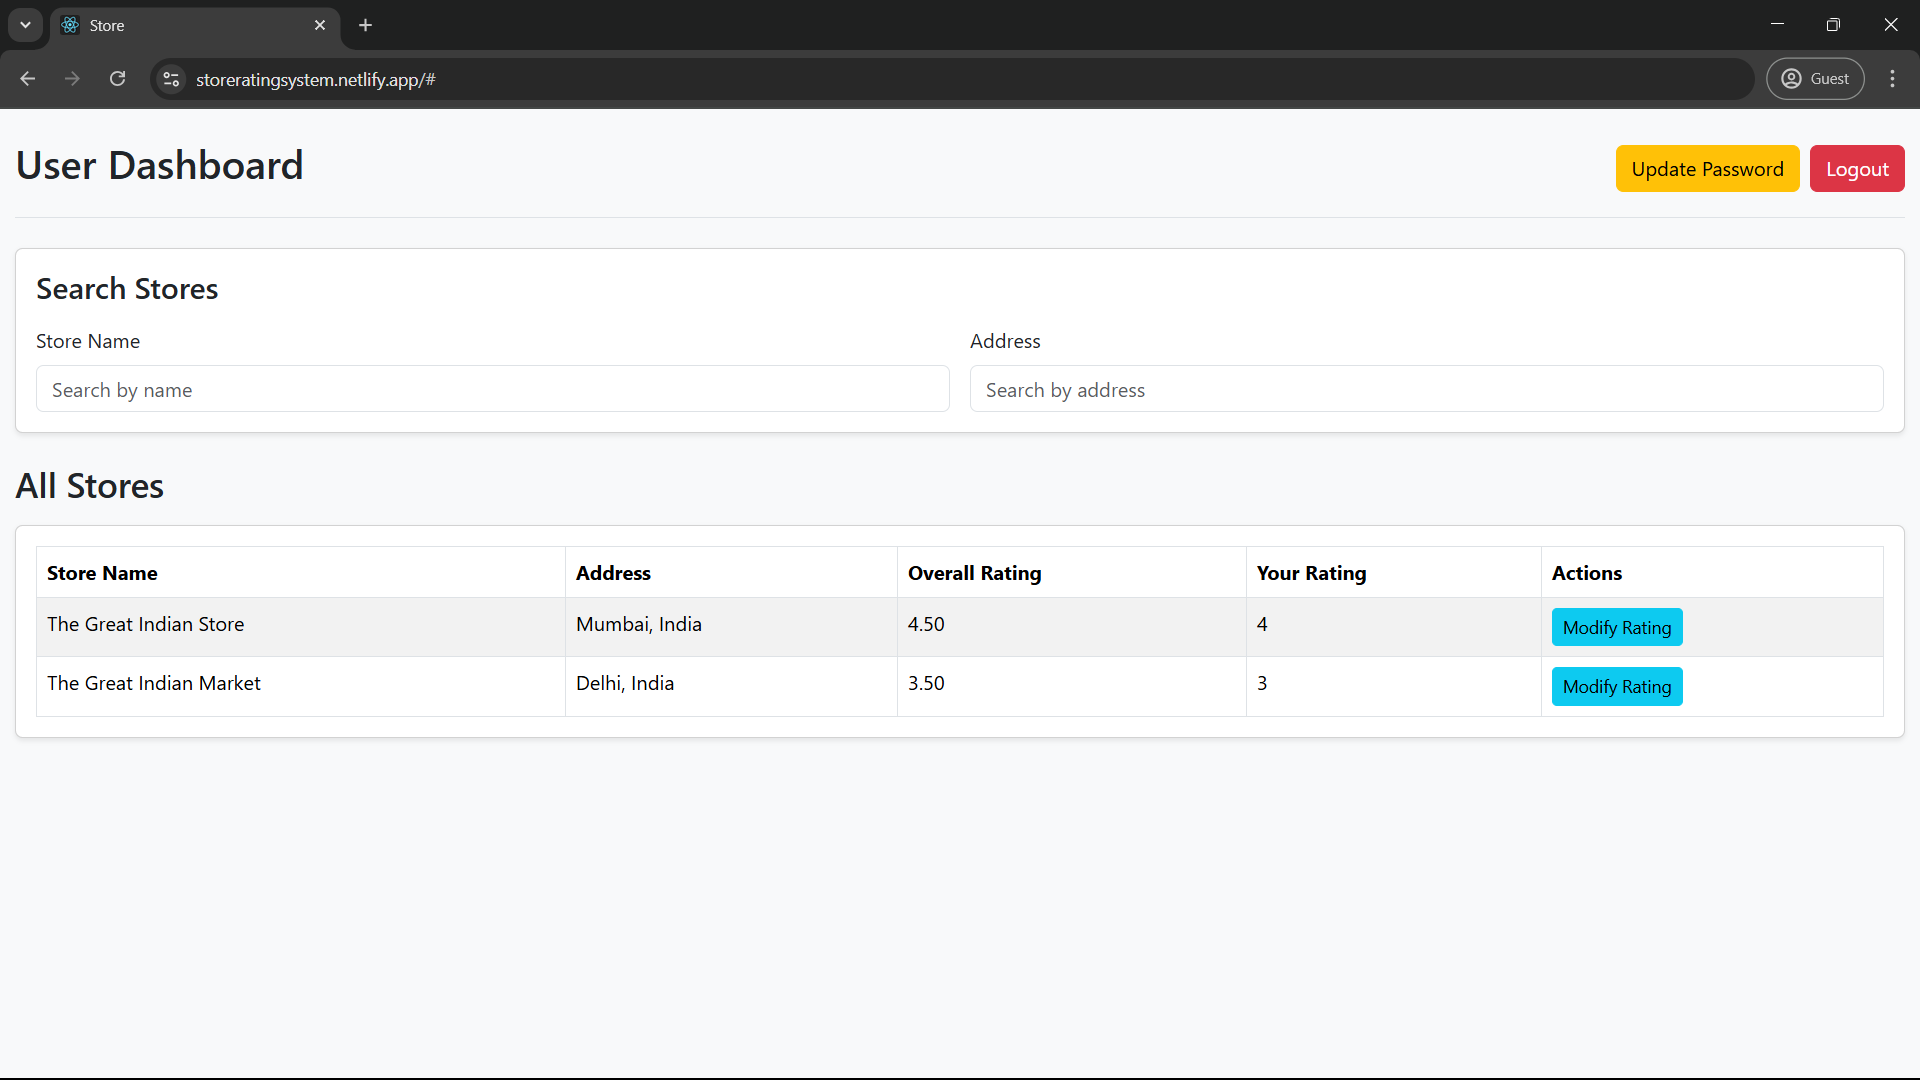 Store
storeratingsystem.netlify.app/#
Guest
User Dashboard
Update Password
Logout
Search Stores
Store Name
Address
Search by name
Search by address
All Stores
Store Name Address Overall Rating Your Rating Actions
The Great Indian Store Mumbai, India 4.50 4 Modify Rating
The Great Indian Market Delhi, India 3.50 3 Modify Rating